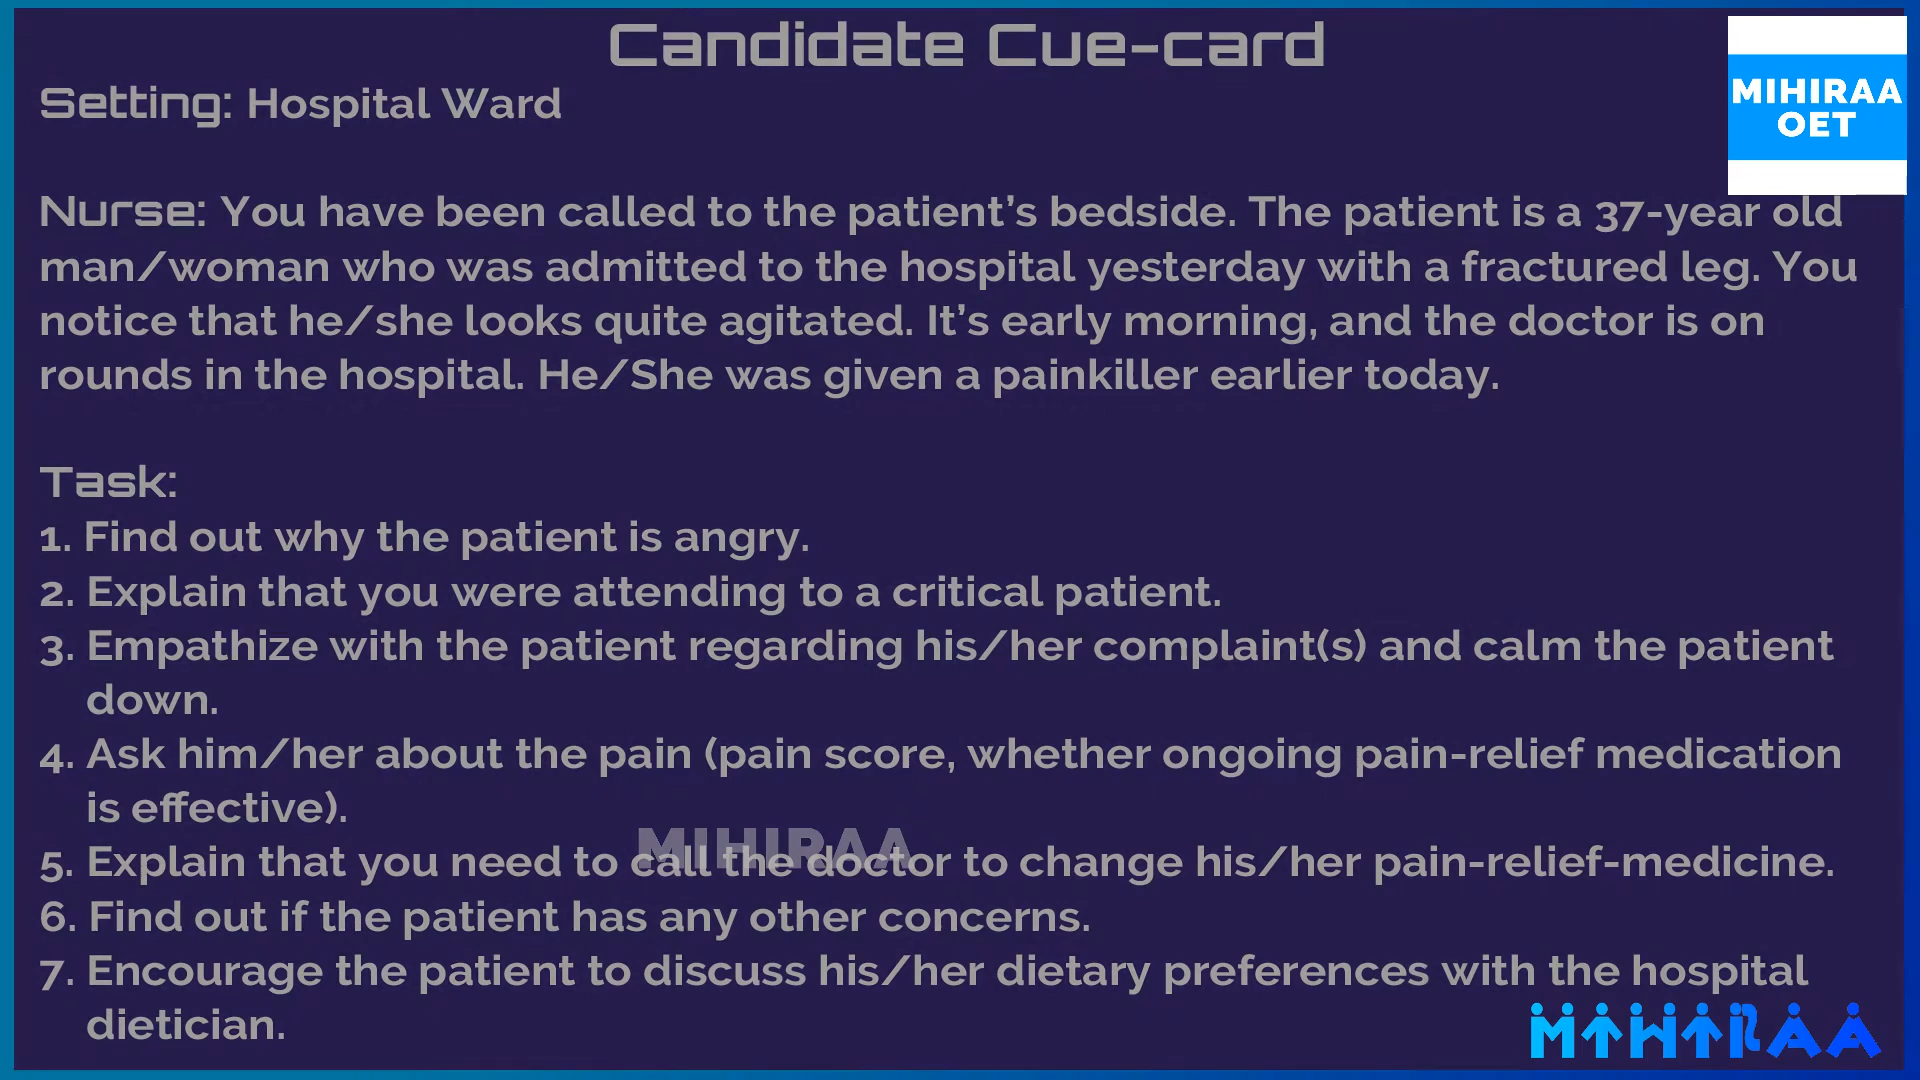 Candidate Cue-card
Setting: Hospital Ward
MIHIRAA
OET
Nurse: You have been called to the patient's bedside. The patient is a 37-year old
man/woman who was admitted to the hospital yesterday with a fractured leg. You
notice that he/she looks quite agitated. It's early morning, and the doctor is on
rounds in the hospital. He/She was given a painkiller earlier today.
Task:
1. Find out why the patient is angry.
2. Explain that you were attending to a critical patient.
3. Empathize with the patient regarding his/her complaint(s) and calm the patient
down.
4. Ask him/her about the pain (pain score, whether ongoing pain-relief medication
is effective).
MIHIRAA
5. Explain that you need to call the doctor to change his/her pain-relief-medicine.
6. Find out if the patient has any other concerns.
7. Encourage the patient to discuss his/her dietary preferences with the hospital
dietician.
MIHIRAA